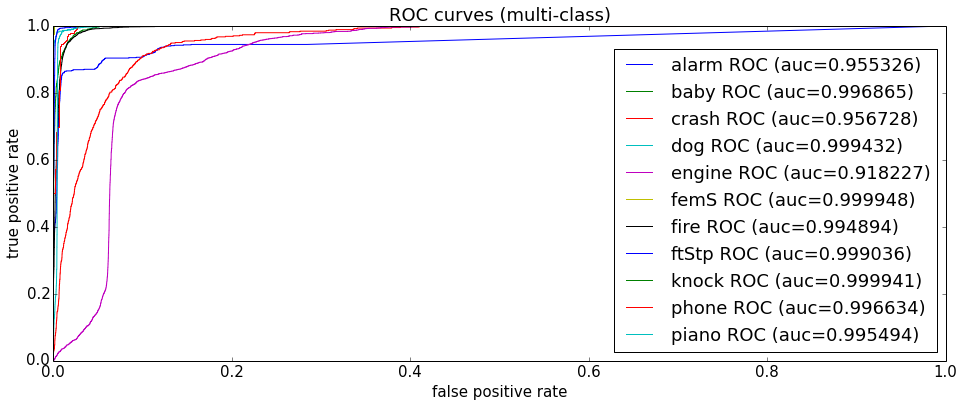 ROC curves (multi-class)
1.0
0.8
0.6
0.4
0.2
0.0
true positive rate
alarm ROC (auc=0.955326)
baby ROC (auc=0.996865)
crash ROC (auc=0.956728)
dog ROC (auc=0.999432)
engine ROC (auc=0.918227)
femS ROC (auc=0.999948)
fire ROC (auc=0.994894)
ftStp ROC (auc=0.999036)
knock ROC (auc=0.999941)
phone ROC (auc=0.996634)
piano ROC (auc=0.995494)
0.0 0.2 0.4 0.6 0.8 1.0
false positive rate